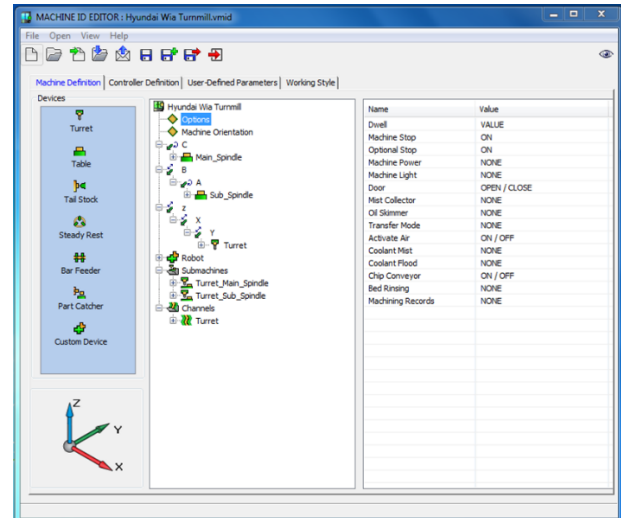 MACHINE ID EDITOR : Hyundai Wia Turnmill.vmid
File Open View Help
Machine Definition Controller Definition User-Defined Parameters Working Style
Devices
Turret
Table
Tail Stock
Steady Rest
Bar Feeder
Part Catcher
Custom Device
Z
Y
X
Hyundai Wia Turnmill
Options
Machine Orientation
C
Main_Spindle
B
A
Sub_Spindle
z
X
Y
Turret
Robot
Submachines
Turret_Main_Spindle
Turret_Sub_Spindle
Channels
Turret
Name Value
Dwell VALUE
Machine Stop ON
Optional Stop ON
Machine Power NONE
Machine Light NONE
Door OPEN / CLOSE
Mist Collector NONE
Oil Skimmer NONE
Transfer Mode NONE
Activate Air ON / OFF
Coolant Mist NONE
Coolant Flood NONE
Chip Conveyor ON / OFF
Bed Rinsing NONE
Machining Records NONE